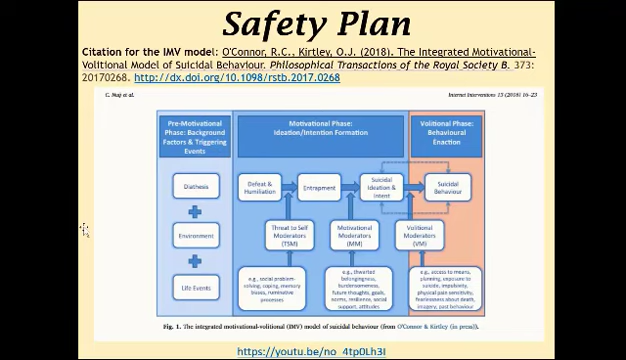 Safety Plan
Citation for the IMV model: O'Connor, R.C., Kirtley, O.J. (2018). The Integrated Motivational-
Volitional Model of Suicidal Behaviour. Philosophical Transactions of the Royal Society B. 373:
20170268. http://dx.doi.org/10.1098/rstb.2017.0268
C. Nuij et al.
Internet Interventions 15 (2018) 16–23
Pre-Motivational
Phase: Background
Factors & Triggering
Events
Motivational Phase:
Ideation/Intention Formation
Volitional Phase:
Behavioural
Enaction
Diathesis
Environment
Life Events
Defeat &
Humiliation
Entrapment
Suicidal
Ideation &
Intent
Suicidal
Behaviour
Threat to Self
Moderators
(TSM)
Motivational
Moderators
(MM)
Volitional
Moderators
(VM)
e.g., social problem-
solving, coping, memory
biases, ruminative
processes
e.g., thwarted
belongingness,
burdensomeness,
future thoughts, goals,
norms, resilience, social
support, attitudes
e.g., access to means,
planning, exposure to
suicide, impulsivity,
physical pain sensitivity,
fearlessness about death,
imagery, past behaviour
Fig. 1. The integrated motivational-volitional (IMV) model of suicidal behaviour (from O'Connor & Kirtley (in press)).
https://youtu.be/no_4tp0Lh3I